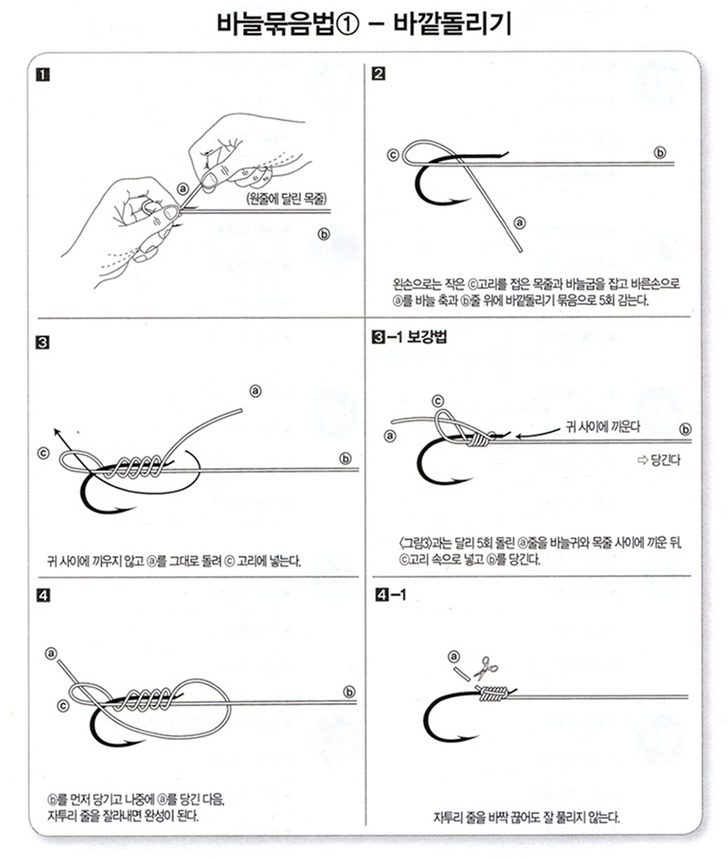 바늘묶음법① – 바깥돌리기
1
ⓐ
(원줄에 달린 목줄)
ⓑ
2
ⓒ
ⓑ
ⓐ
왼손으로는 작은 ⓒ고리를 접은 목줄과 바늘굽을 잡고 바른손으로
ⓐ를 바늘 축과 ⓑ줄 위에 바깥돌리기 묶음으로 5회 감는다.
3
ⓐ
ⓒ
ⓑ
귀 사이에 끼우지 않고 ⓐ를 그대로 돌려 ⓒ 고리에 넣는다.
3–1 보강법
ⓒ
ⓐ
귀 사이에 끼운다
ⓑ
⇨ 당긴다
〈그림3〉과는 달리 5회 돌린 ⓐ줄을 바늘귀와 목줄 사이에 끼운 뒤,
ⓒ고리 속으로 넣고 ⓑ를 당긴다.
4
ⓐ
ⓒ
ⓑ
ⓑ를 먼저 당기고 나중에 ⓐ를 당긴 다음,
자투리 줄을 잘라내면 완성이 된다.
4–1
ⓐ
자투리 줄을 바짝 끊어도 잘 풀리지 않는다.